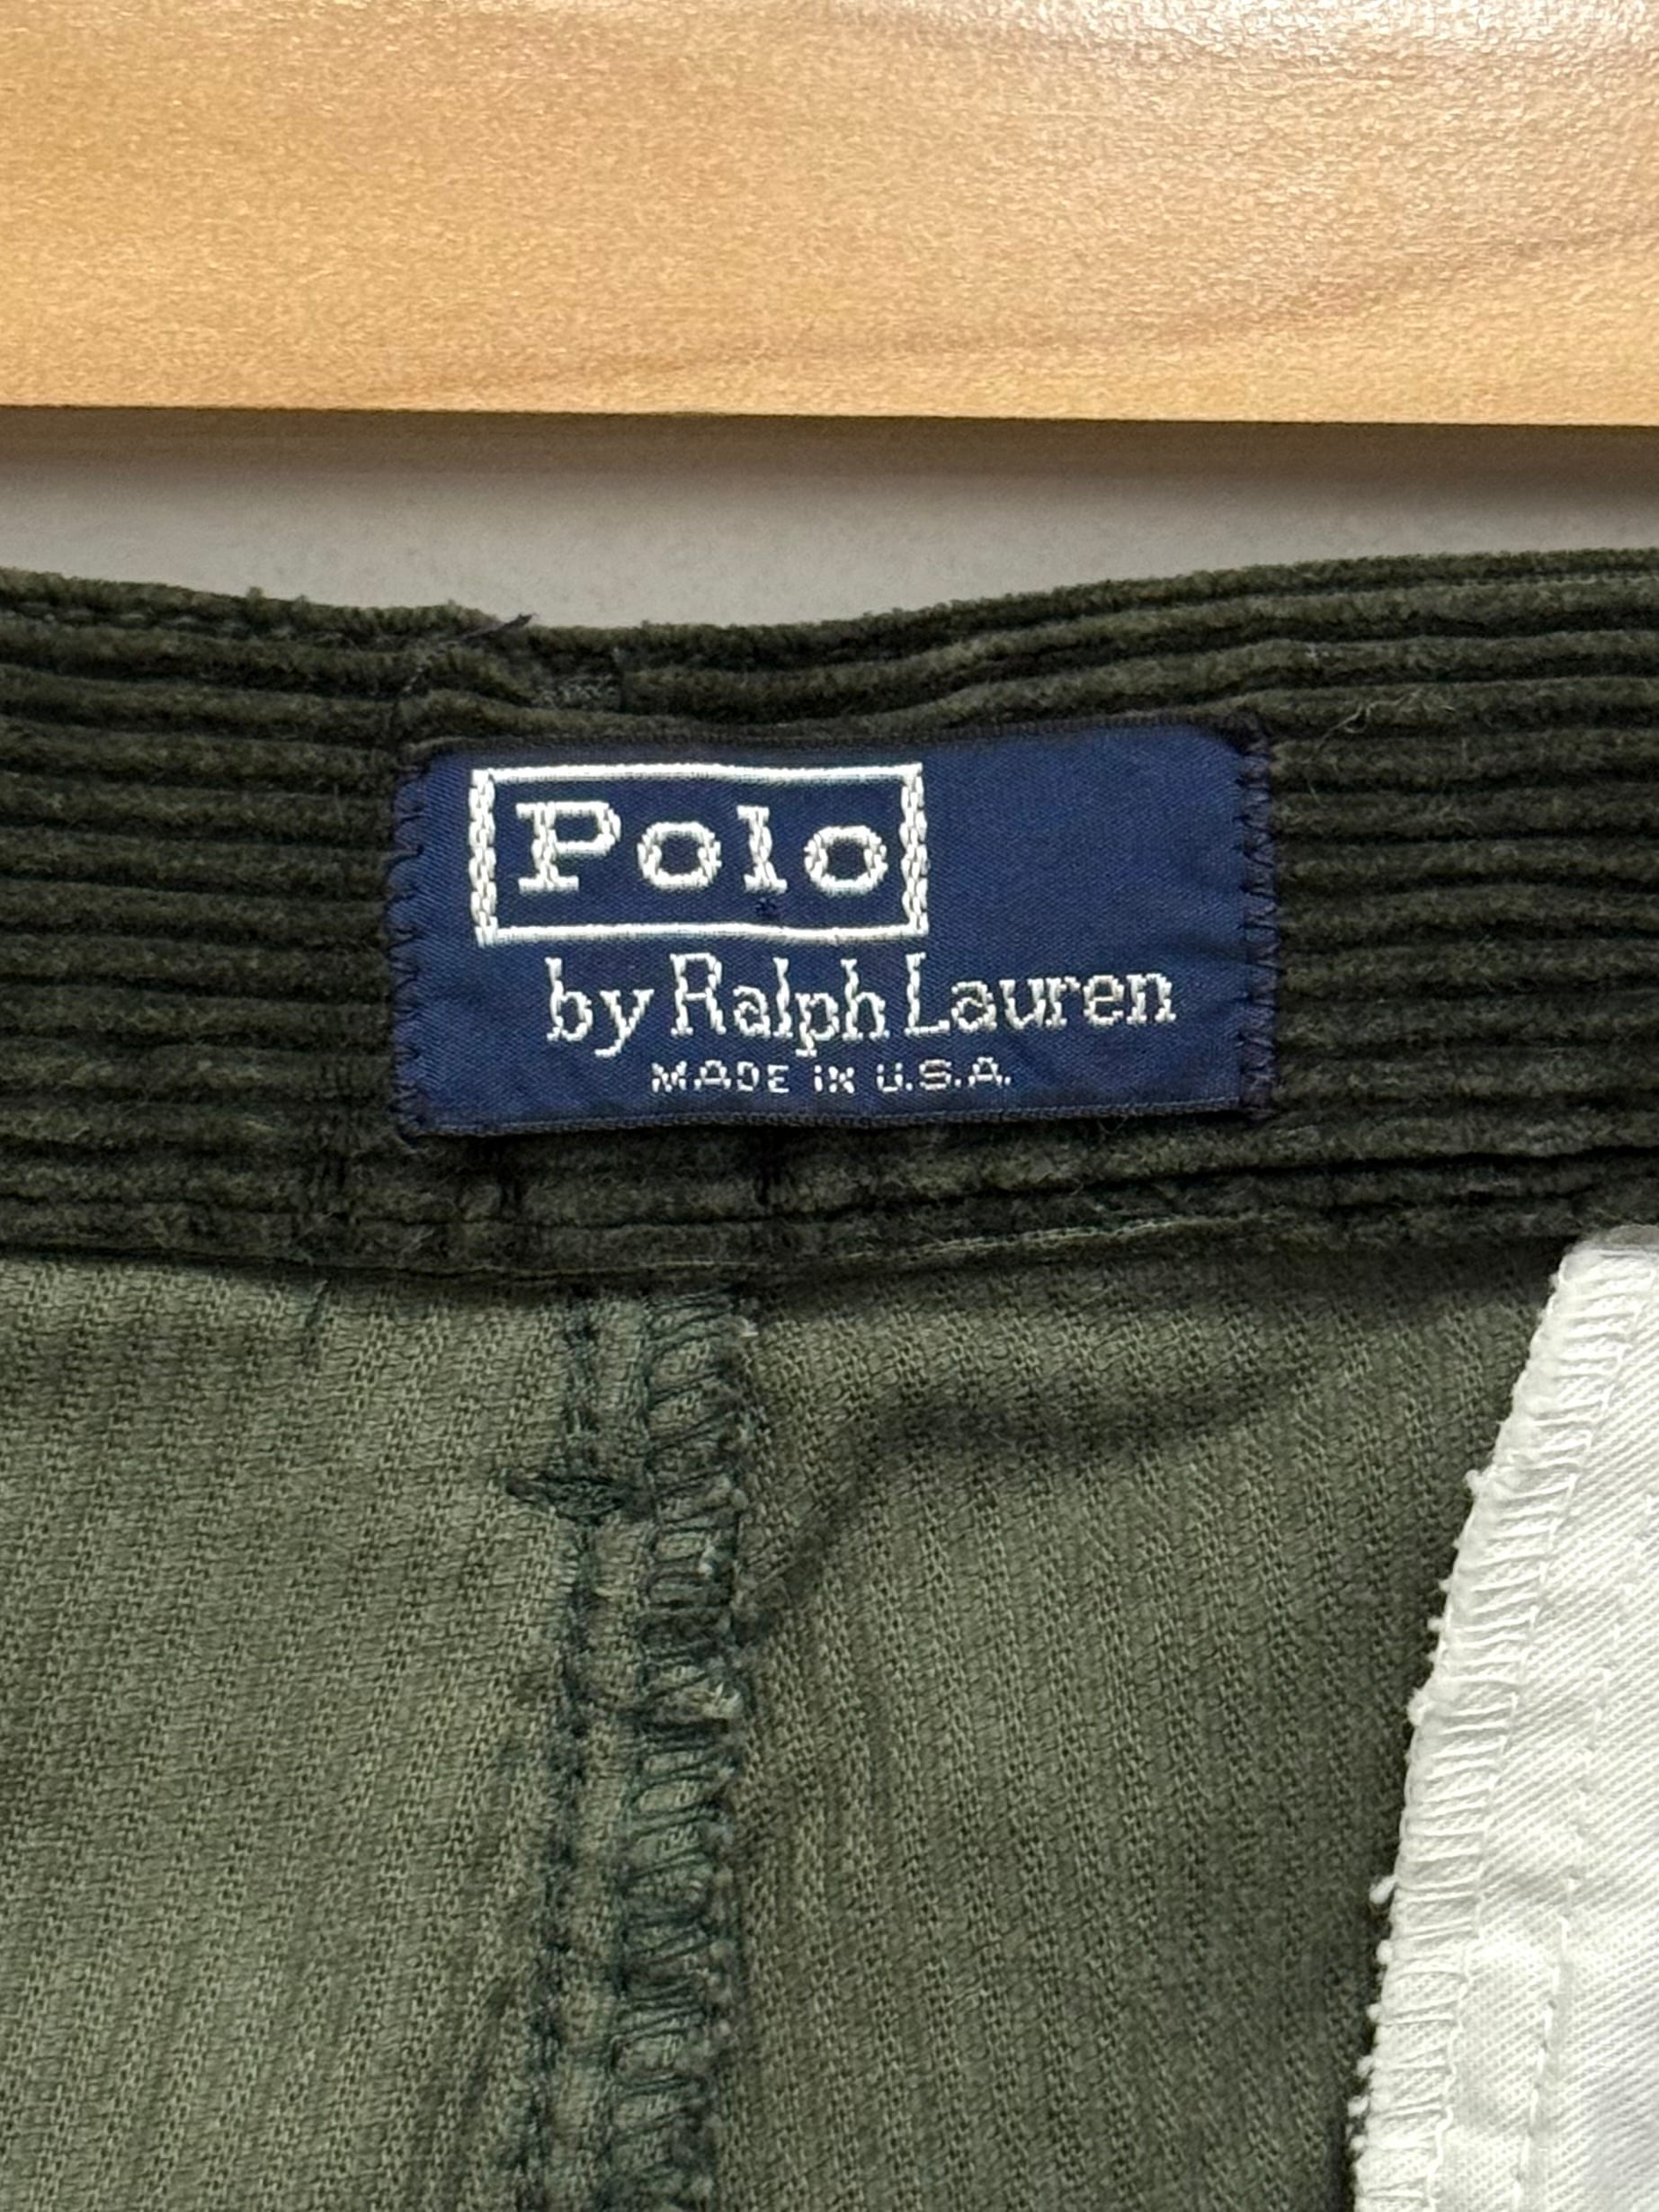 Polo
by Ralph Lauren
MADE IN U.S.A.